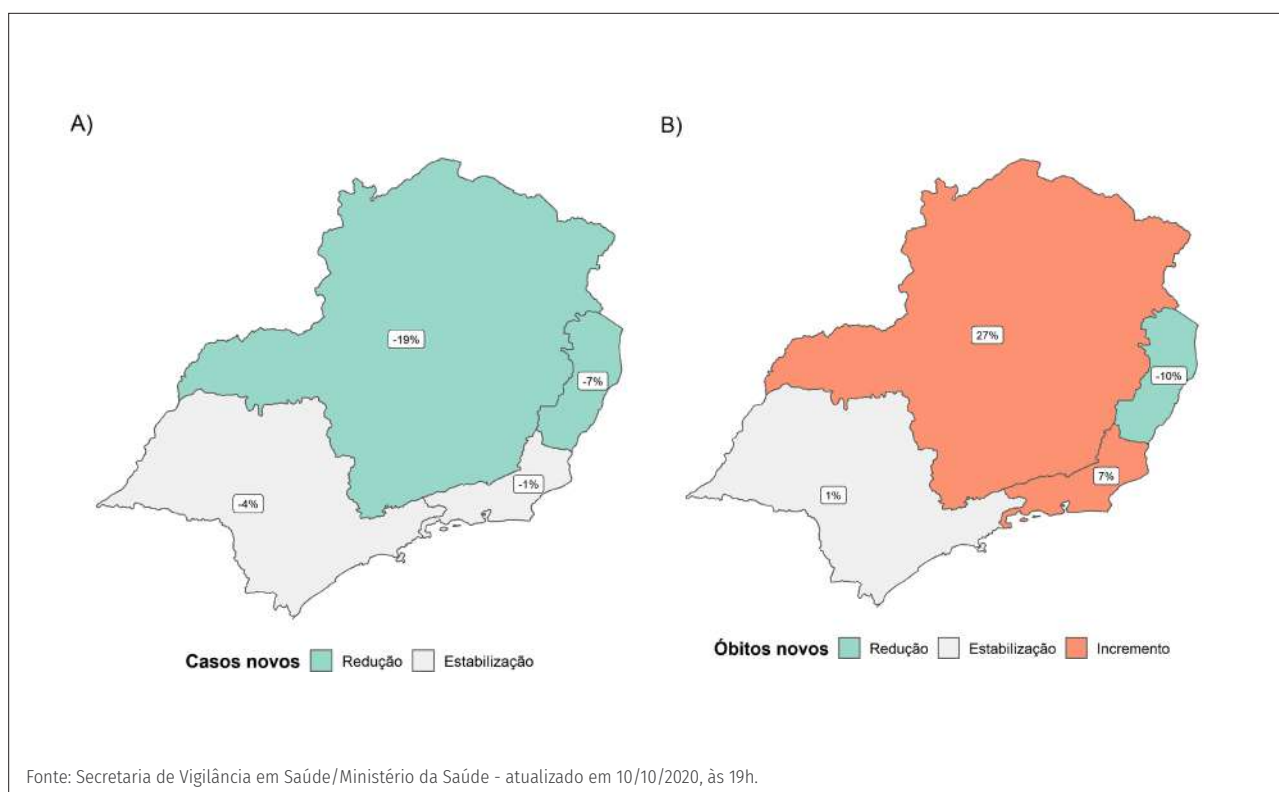 A)
-19%
-7%
-1%
-4%
Casos novos Redução Estabilização
B)
27%
-10%
7%
1%
Óbitos novos Redução Estabilização Incremento
Fonte: Secretaria de Vigilância em Saúde/Ministério da Saúde - atualizado em 10/10/2020, às 19h.